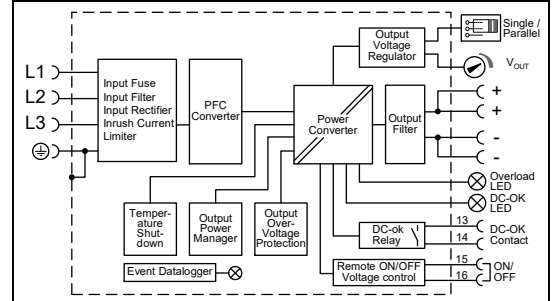 Single /
Parallel
Output
Voltage
Regulator
VOUT
L1
L2
L3
Input Fuse
Input Filter
Input Rectifier
Inrush Current
Limiter
PFC
Converter
Power
Converter
Output
Filter
+
+
-
-
Overload
LED
DC-OK
LED
Temper-
ature
Shut-
down
Output
Power
Manager
Output
Over-
Voltage
Protection
DC-ok
Relay
13
14
DC-OK
Contact
Event Datalogger
Remote ON/OFF
Voltage control
15
16
ON/
OFF